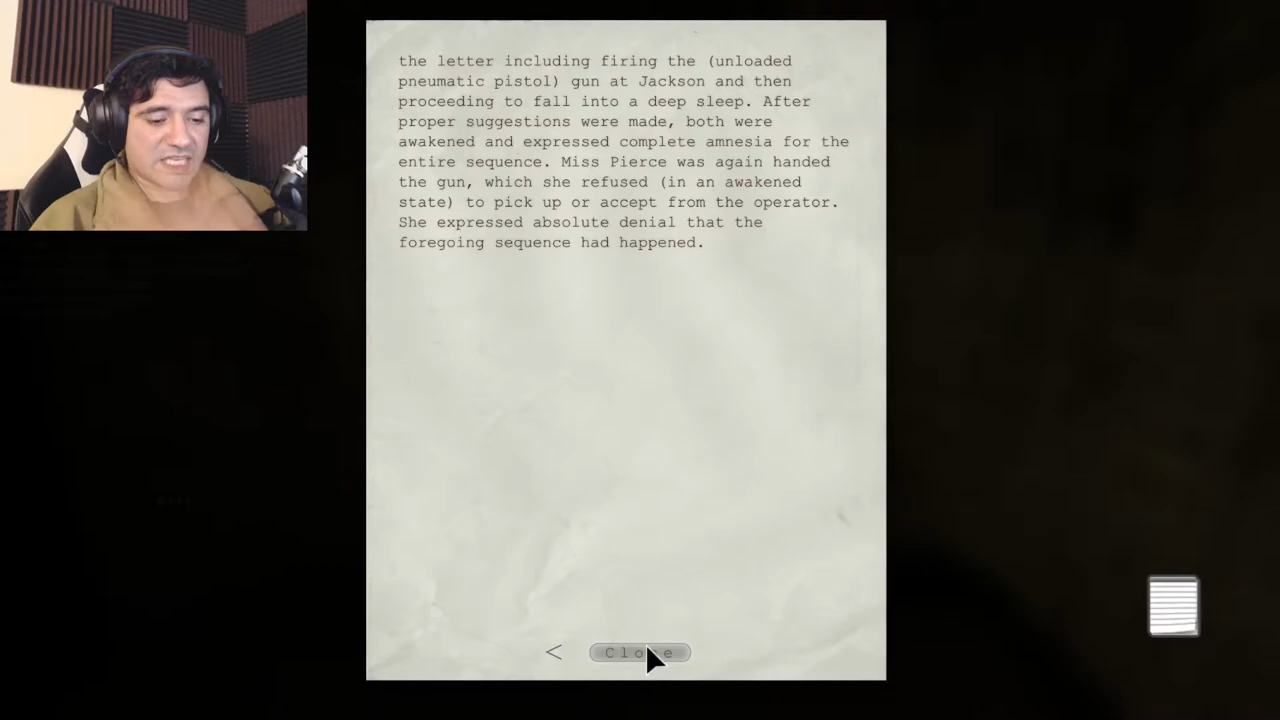 the letter including firing the (unloaded
pneumatic pistol) gun at Jackson and then
proceeding to fall into a deep sleep. After
proper suggestions were made, both were
awakened and expressed complete amnesia for the
entire sequence. Miss Pierce was again handed
the gun, which she refused (in an awakened
state) to pick up or accept from the operator.
She expressed absolute denial that the
foregoing sequence had happened.
< Close